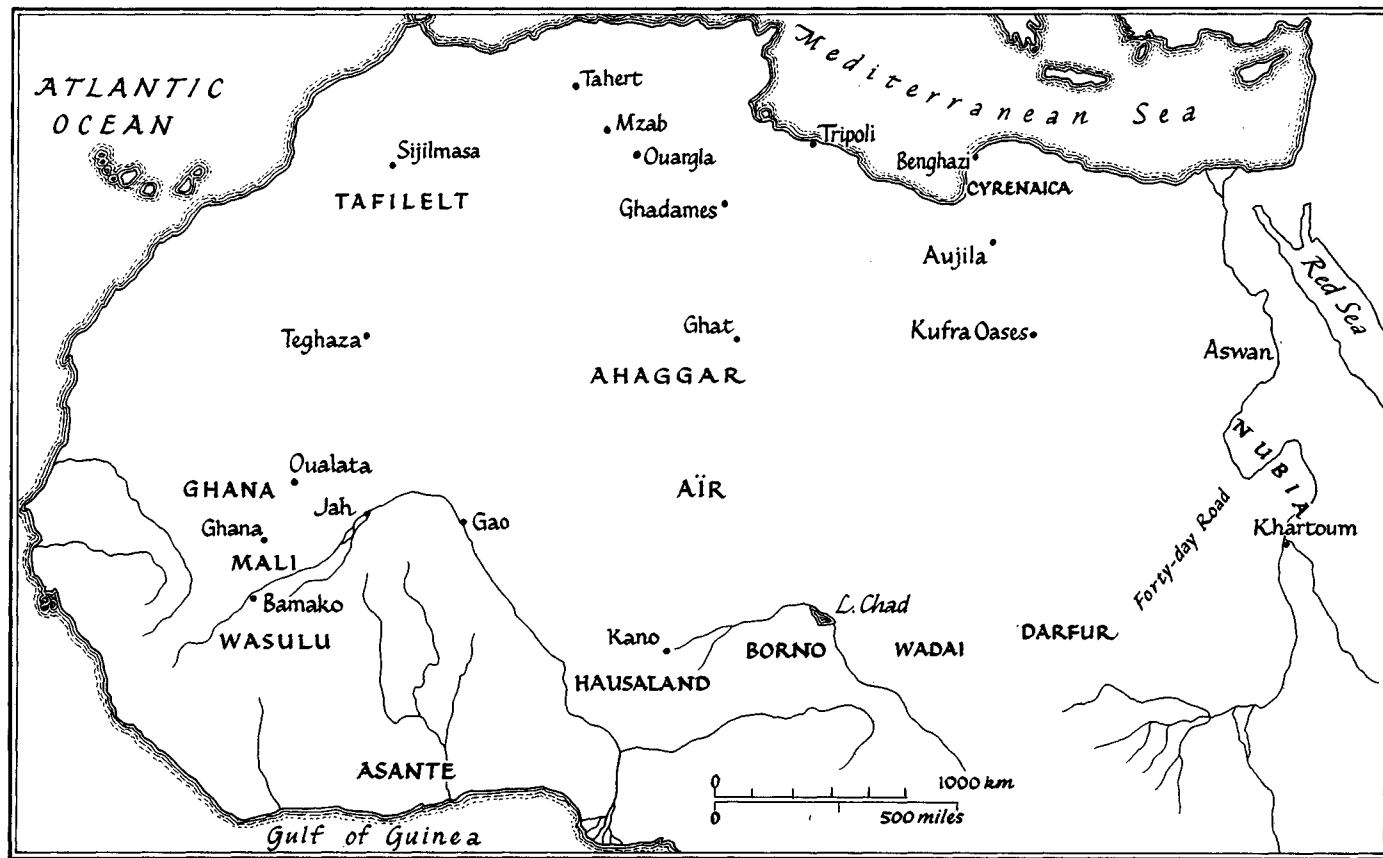 ATLANTIC
OCEAN
Mediterranean Sea
Tahert
Mzab
Ouargla
Tripoli
Sijilmasa
Benghazi
TAFILELT
CYRENAICA
Ghadames
Aujila
Red Sea
Teghaza
Ghat
Kufra Oases
Aswan
AHAGGAR
NUBIA
Oualata
GHANA
AÏR
Jah
Gao
Ghana
Khartoum
Forty-day Road
MALI
Bamako
L. Chad
WASULU
Kano
BORNO
WADAI
DARFUR
HAUSALAND
ASANTE
0 1000 km
0 500 miles
Gulf of Guinea